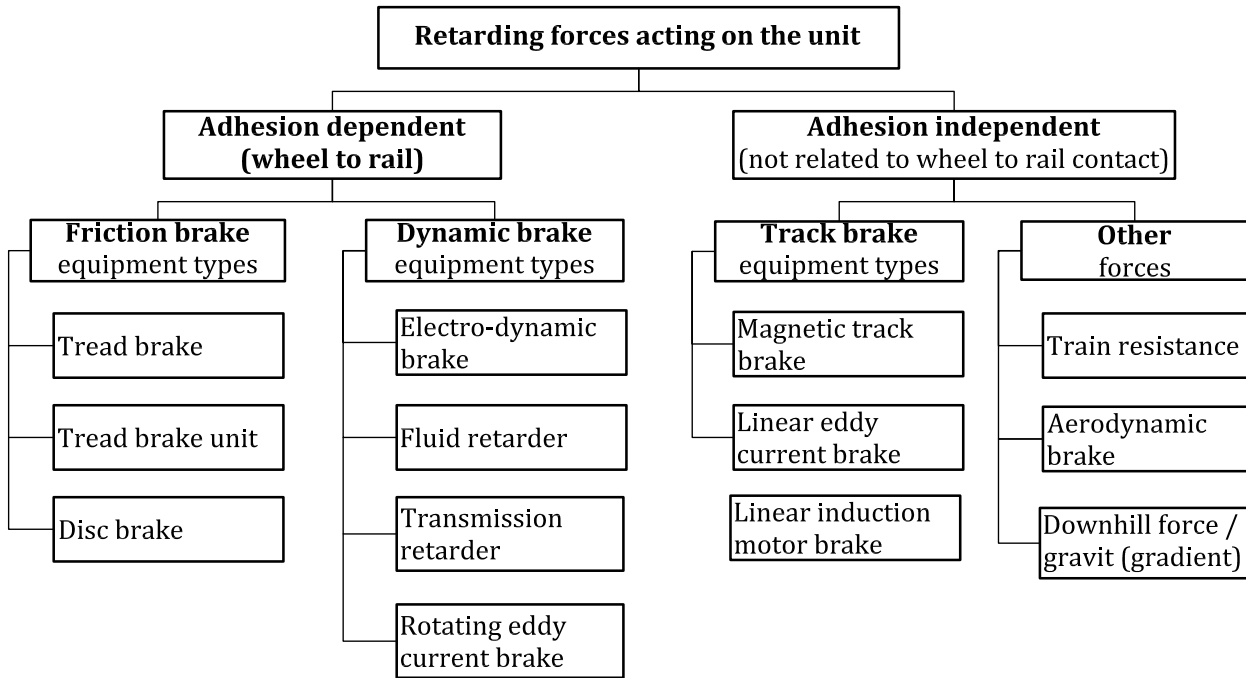 Retarding forces acting on the unit
Adhesion dependent
(wheel to rail)
Adhesion independent
(not related to wheel to rail contact)
Friction brake
equipment types
Dynamic brake
equipment types
Track brake
equipment types
Other
forces
Tread brake
Electro-dynamic
brake
Magnetic track
brake
Train resistance
Tread brake unit
Fluid retarder
Linear eddy
current brake
Aerodynamic
brake
Disc brake
Transmission
retarder
Linear induction
motor brake
Downhill force /
gravit (gradient)
Rotating eddy
current brake